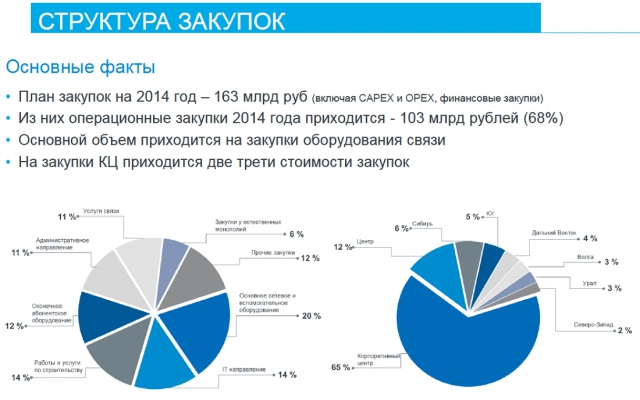 СТРУКТУРА ЗАКУПОК
Основные факты
• План закупок на 2014 год – 163 млрд руб (включая CAPEX и OPEX, финансовые закупки)
• Из них операционные закупки 2014 года приходится - 103 млрд рублей (68%)
• Основной объем приходится на закупки оборудования связи
• На закупки КЦ приходится две трети стоимости закупок
11 %
Услуги связи
Закупки у естественных
монополий
6 %
Административное
направление
11 %
Прочие закупки
12 %
Оконечное
абонентское
оборудование
12 %
Основное сетевое и
вспомогательное
оборудование
20 %
Работы и услуги
по строительству
14 %
IT направление
14 %
5 %
Юг
Сибирь
6 %
Дальний Восток
4 %
Центр
12 %
Волга
3 %
Урал
3 %
Северо-Запад
2 %
Корпоративный
центр
65 %